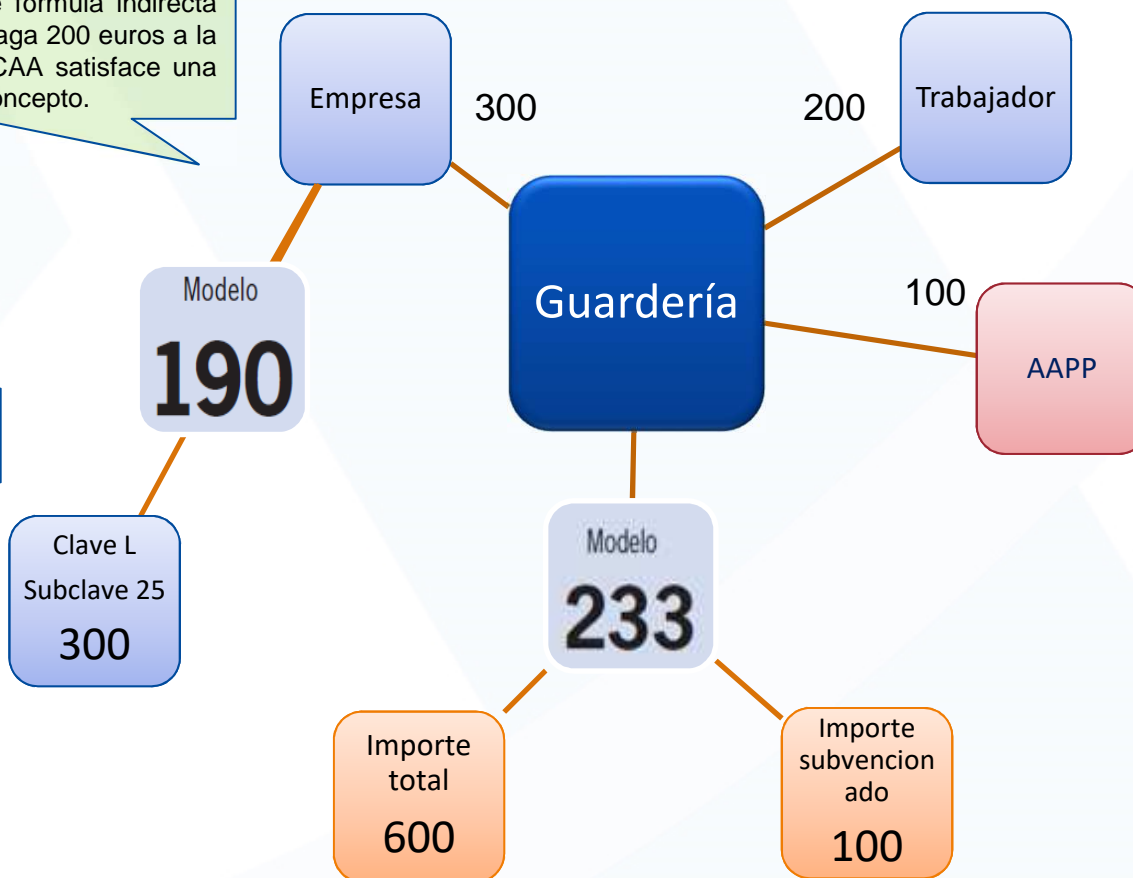 fórmula indirecta
aga 200 euros a la
CAA satisface una
oncepto.
Empresa
300
200
Trabajador
Guardería
100
AAPP
Modelo
190
Clave L
Subclave 25
300
Modelo
233
Importe
total
600
Importe
subvencion
ado
100